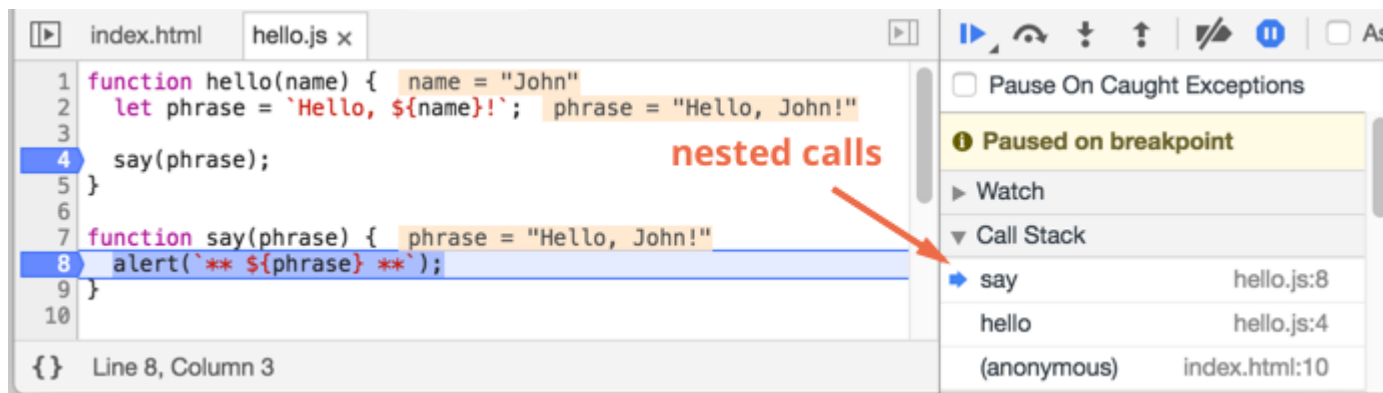 index.html hello.js ×
As
1 function hello(name) { name = "John"
2 let phrase = `Hello, ${name}!`; phrase = "Hello, John!"
3
4 say(phrase);
5 }
6
7 function say(phrase) { phrase = "Hello, John!"
8 alert(`** ${phrase} **`);
9 }
10
{} Line 8, Column 3
nested calls
Pause On Caught Exceptions
Paused on breakpoint
Watch
Call Stack
say hello.js:8
hello hello.js:4
(anonymous) index.html:10